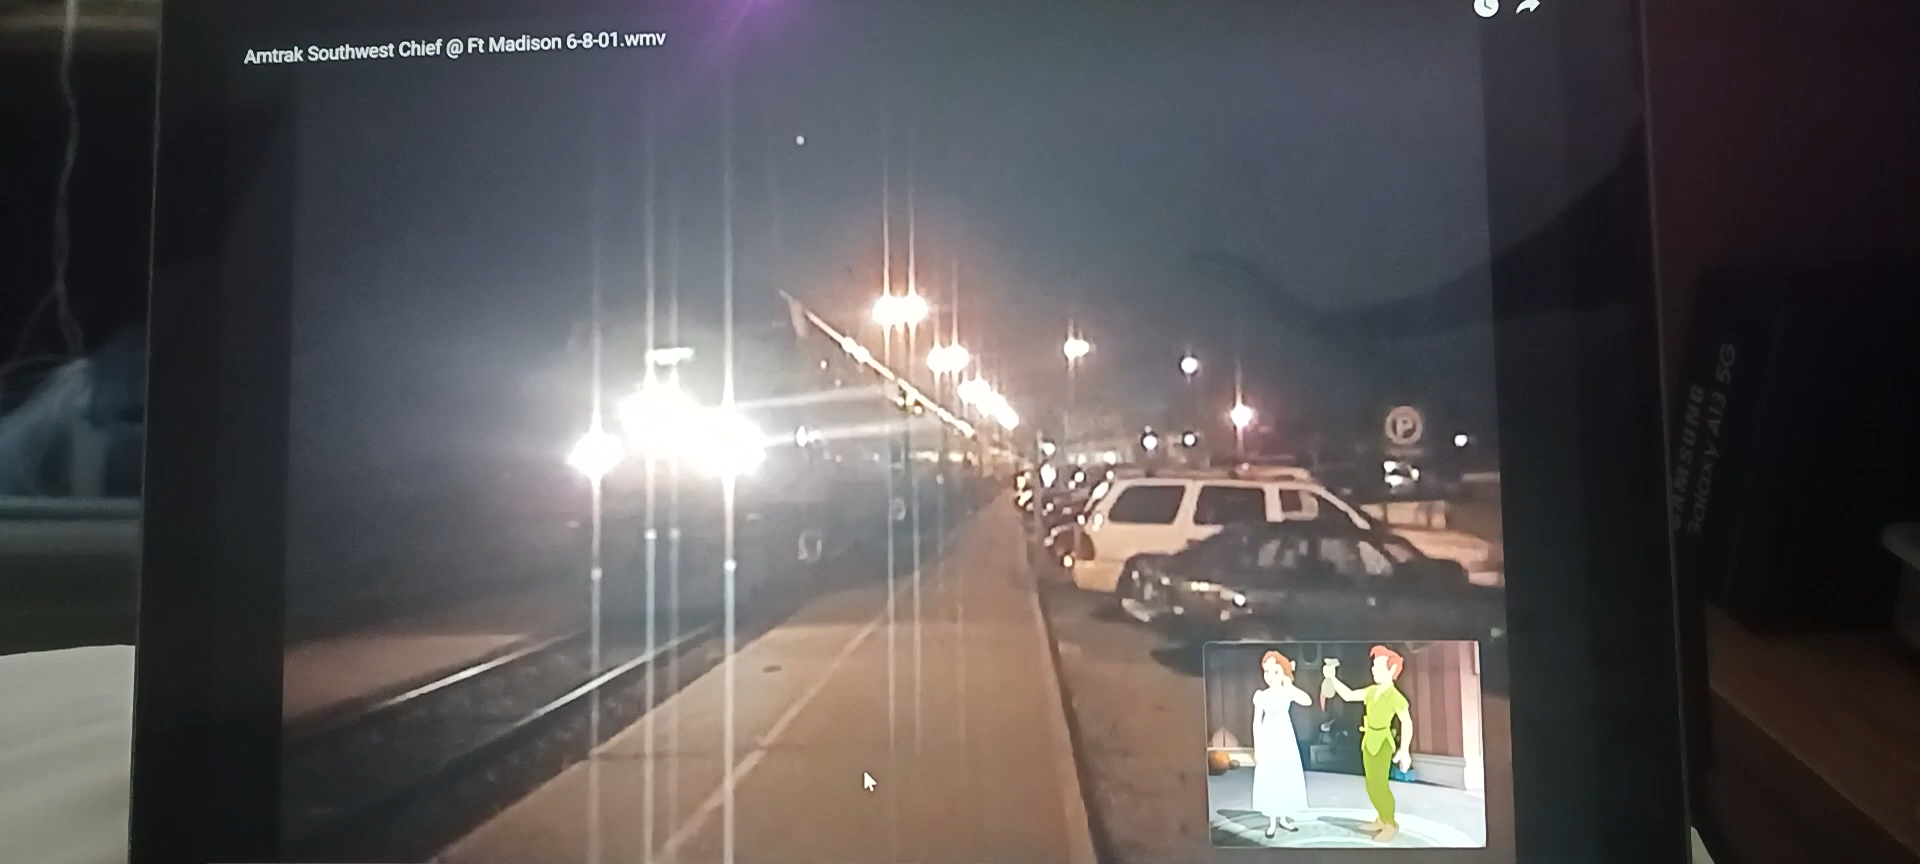 Amtrak Southwest Chief @ Ft Madison 6-8-01.wmv
P
SAMSUNG
Galaxy A13 5G